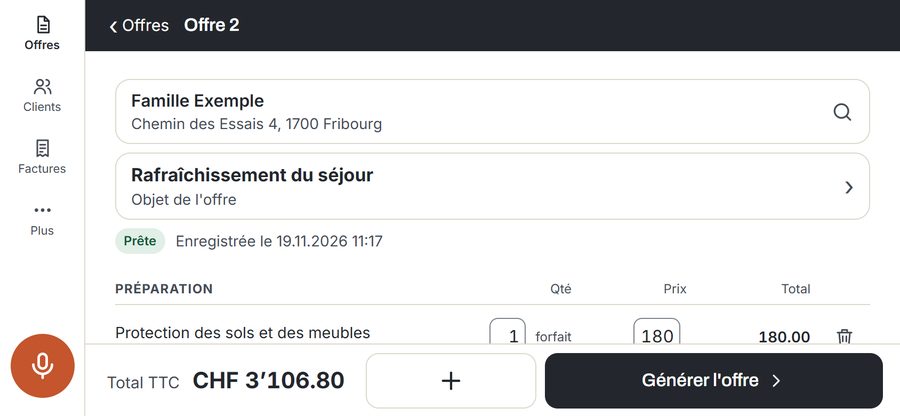 Offres
Clients
Factures
Plus
Offres Offre 2
Famille Exemple
Chemin des Essais 4, 1700 Fribourg
Rafraîchissement du séjour
Objet de l'offre
Prête Enregistrée le 19.11.2026 11:17
PRÉPARATION Qté Prix Total
Protection des sols et des meubles 1 forfait 180 180.00
Total TTC CHF 3’106.80 + Générer l'offre